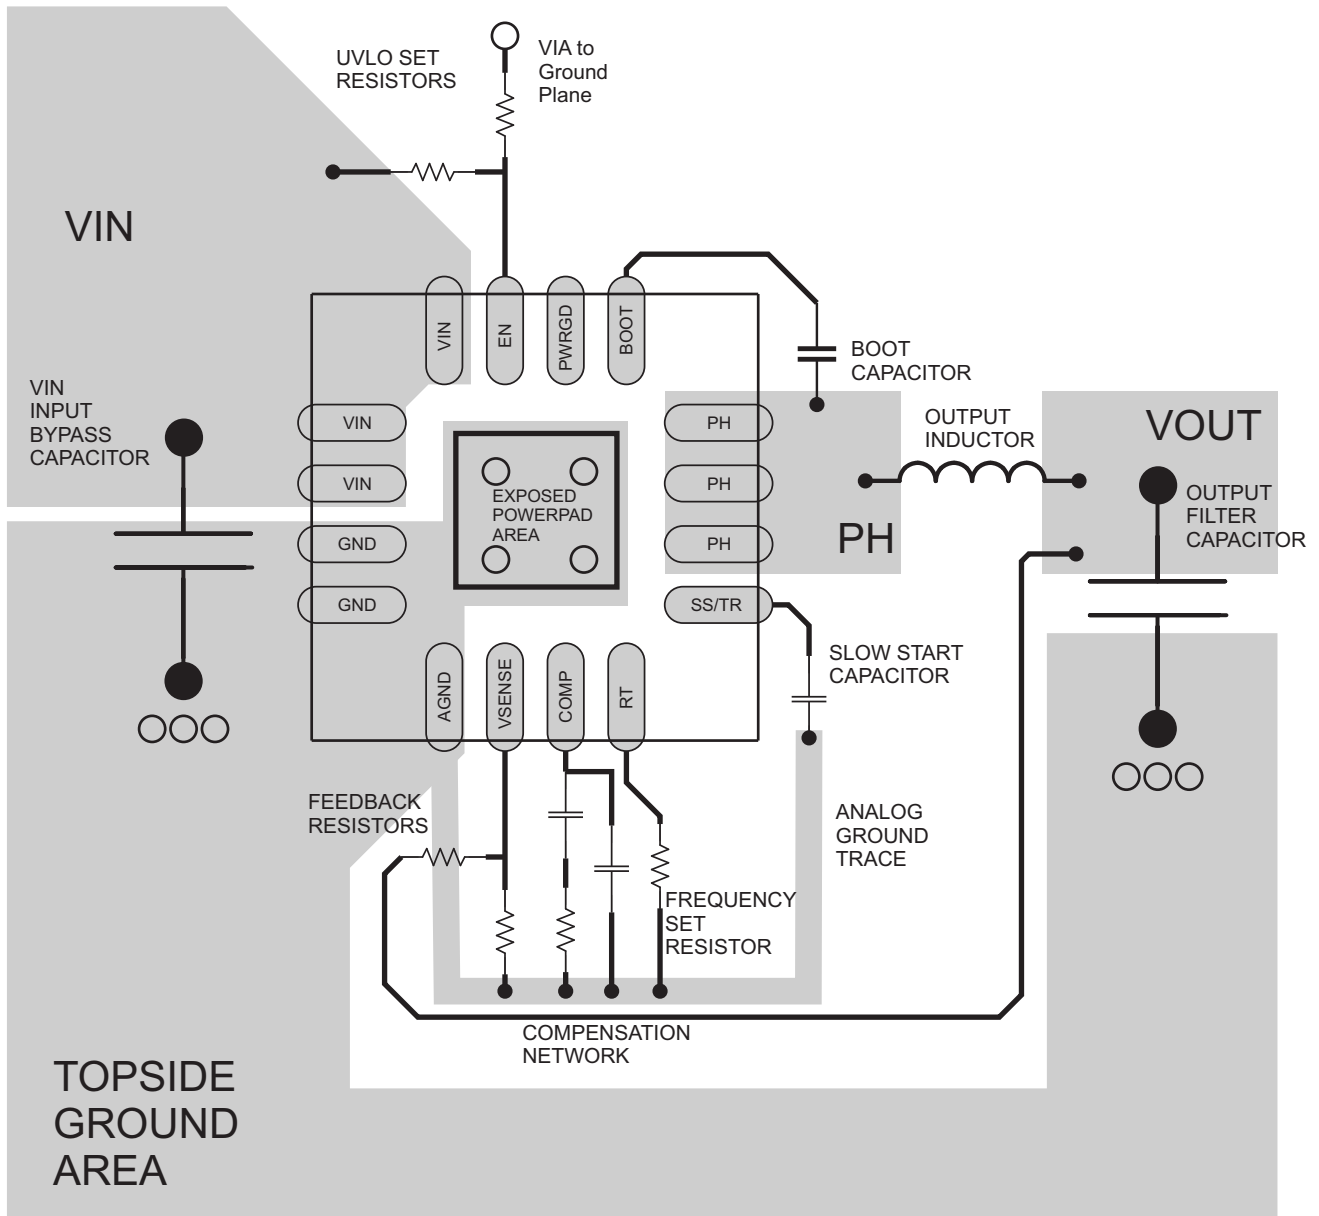 UVLO SET
RESISTORS
VIA to
Ground
Plane
VIN
VIN
EN
PWRGD
BOOT
BOOT
CAPACITOR
VIN
INPUT
BYPASS
CAPACITOR
VIN
VIN
GND
GND
EXPOSED
POWERPAD
AREA
PH
PH
PH
SS/TR
PH
OUTPUT
INDUCTOR
VOUT
OUTPUT
FILTER
CAPACITOR
AGND
VSENSE
COMP
RT
SLOW START
CAPACITOR
FEEDBACK
RESISTORS
ANALOG
GROUND
TRACE
FREQUENCY
SET
RESISTOR
COMPENSATION
NETWORK
TOPSIDE
GROUND
AREA